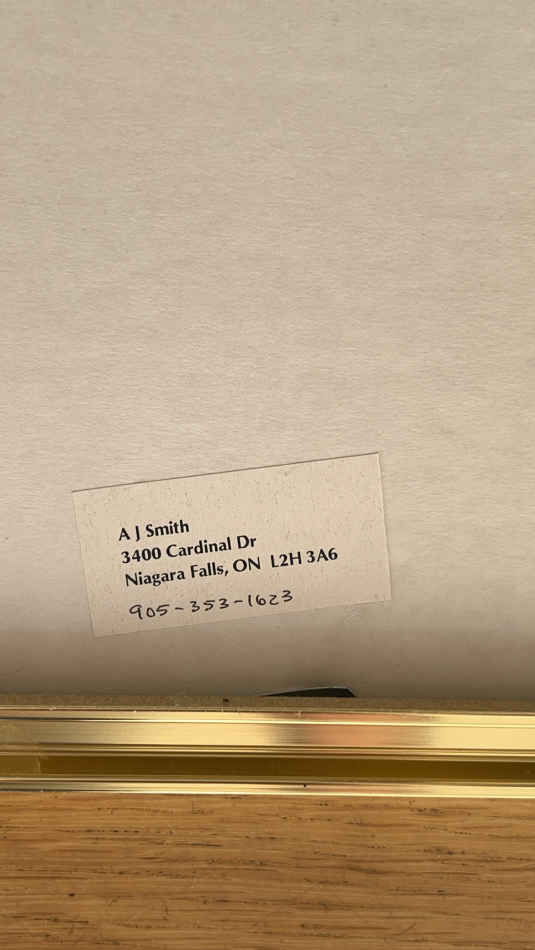 A J Smith
3400 Cardinal Dr
Niagara Falls, ON L2H 3A6
905-353-1623